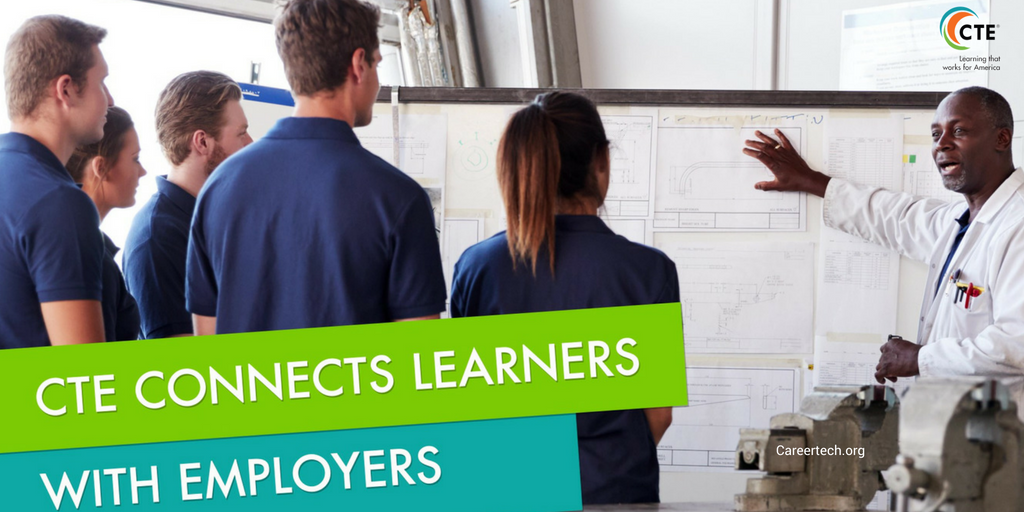 CTE®
Learning that
works for America
CTE CONNECTS LEARNERS
WITH EMPLOYERS
Careertech.org